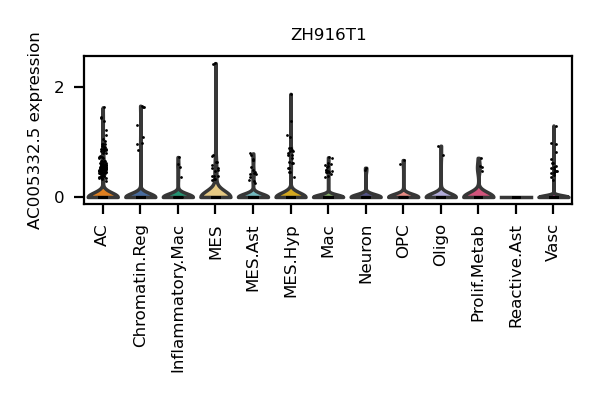 ZH916T1
AC005332.5 expression
2
0
AC
Chromatin.Reg
Inflammatory.Mac
MES
MES.Ast
MES.Hyp
Mac
Neuron
OPC
Oligo
Prolif.Metab
Reactive.Ast
Vasc